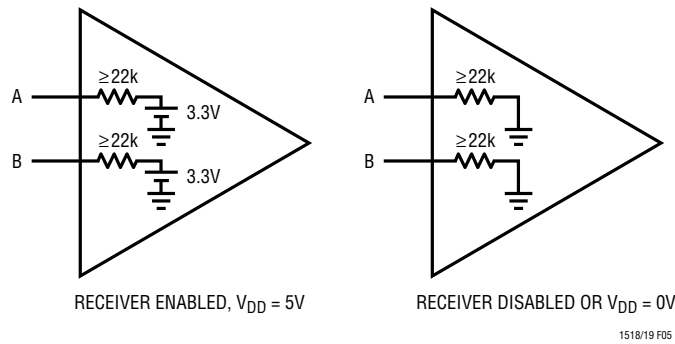 ≥22k
A
3.3V
≥22k
B
3.3V
RECEIVER ENABLED, VDD = 5V
≥22k
A
≥22k
B
RECEIVER DISABLED OR VDD = 0V
1518/19 F05